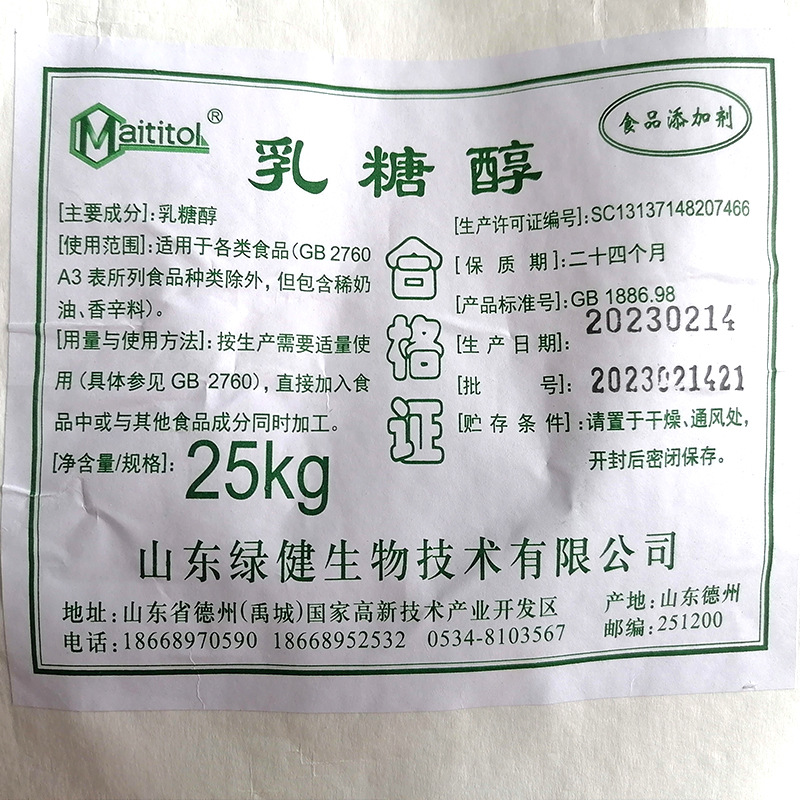 Maititol®
食品添加剂
乳糖醇
[主要成分]:乳糖醇
[使用范围]:适用于各类食品(GB 2760
A3 表所列食品种类除外，但包含稀奶
油、香辛料)。
[用量与使用方法]:按生产需要适量使
用(具体参见 GB 2760)，直接加入食
品中或与其他食品成分同时加工。
[净含量/规格]:25kg
合格证
[生产许可证编号]:SC13137148207466
[保 质 期]:二十四个月
[产品标准号]:GB 1886.98
[生 产 日 期]: 20230214
[批 号]: 2023021421
[贮 存 条 件]:请置于干燥、通风处，
开封后密闭保存。
山东绿健生物技术有限公司
地址:山东省德州(禹城)国家高新技术产业开发区
产地:山东德州
电话:18668970590 18668952532 0534-8103567
邮编:251200